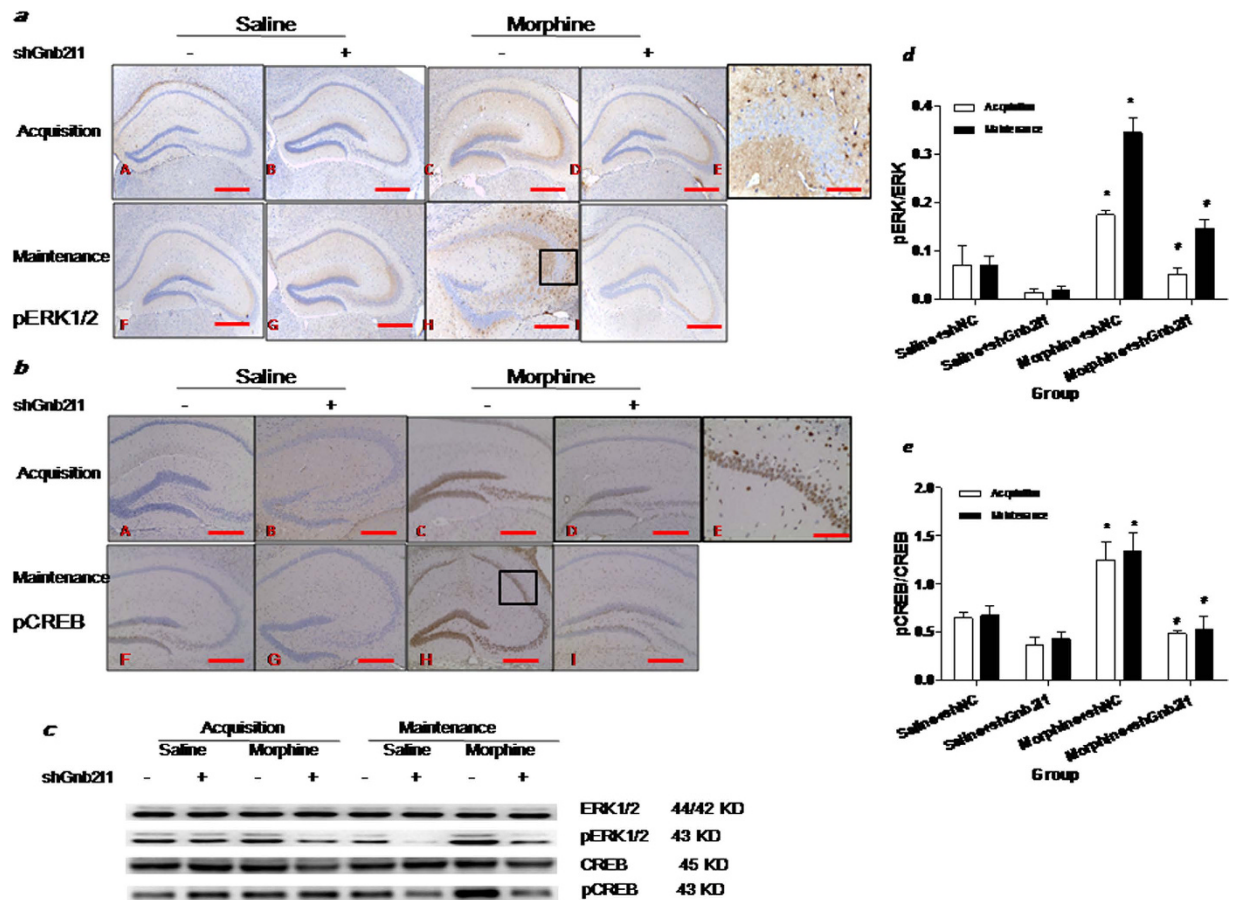 a
Saline Morphine
shGnb2l1 - + - +
Acquisition
A B C D E
Maintenance
pERK1/2
F G H I
b
Saline Morphine
shGnb2l1 - + - +
Acquisition
A B C D E
Maintenance
pCREB
F G H I
c
Acquisition Maintenance
Saline Morphine Saline Morphine
shGnb2l1 - + - + - + - +
ERK1/2 44/42 KD
pERK1/2 43 KD
CREB 45 KD
pCREB 43 KD
d
Acquisition
Maintenance
pERK/ERK
0.4
0.3
0.2
0.1
0.0
* * # #
Saline+shNC
Saline+shGnb2l1
Morphine+shNC
Morphine+shGnb2l1
Group
e
Acquisition
Maintenance
pCREB/CREB
2.0
1.5
1.0
0.5
0.0
* * # #
Saline+shNC
Saline+shGnb2l1
Morphine+shNC
Morphine+shGnb2l1
Group